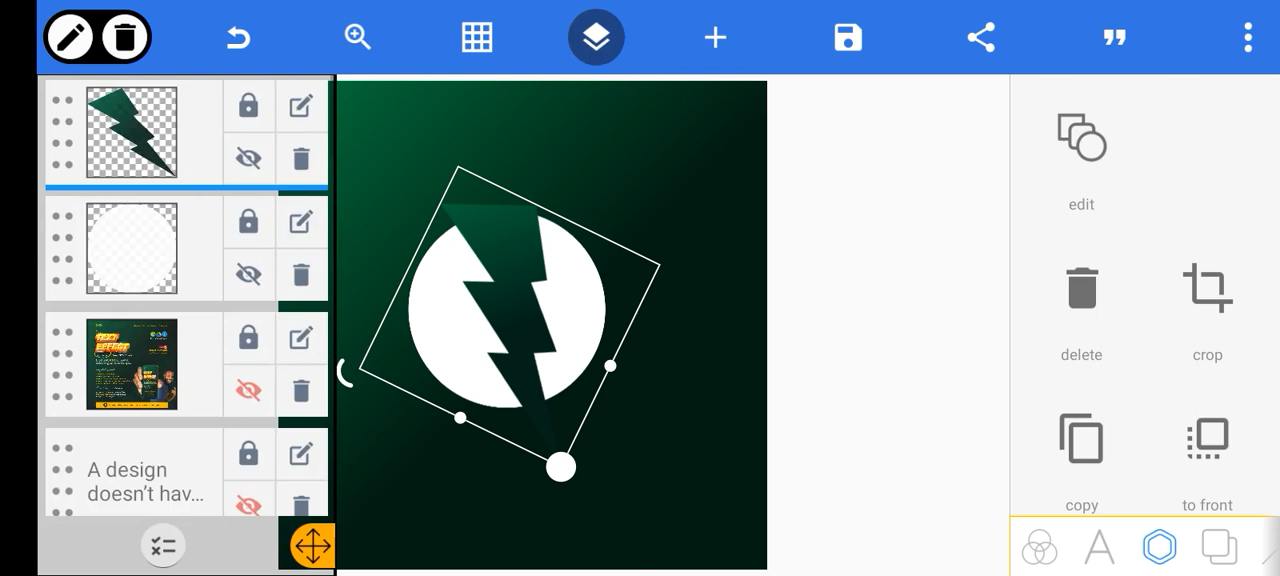 edit
delete
crop
A design
doesn't hav...
copy
to front